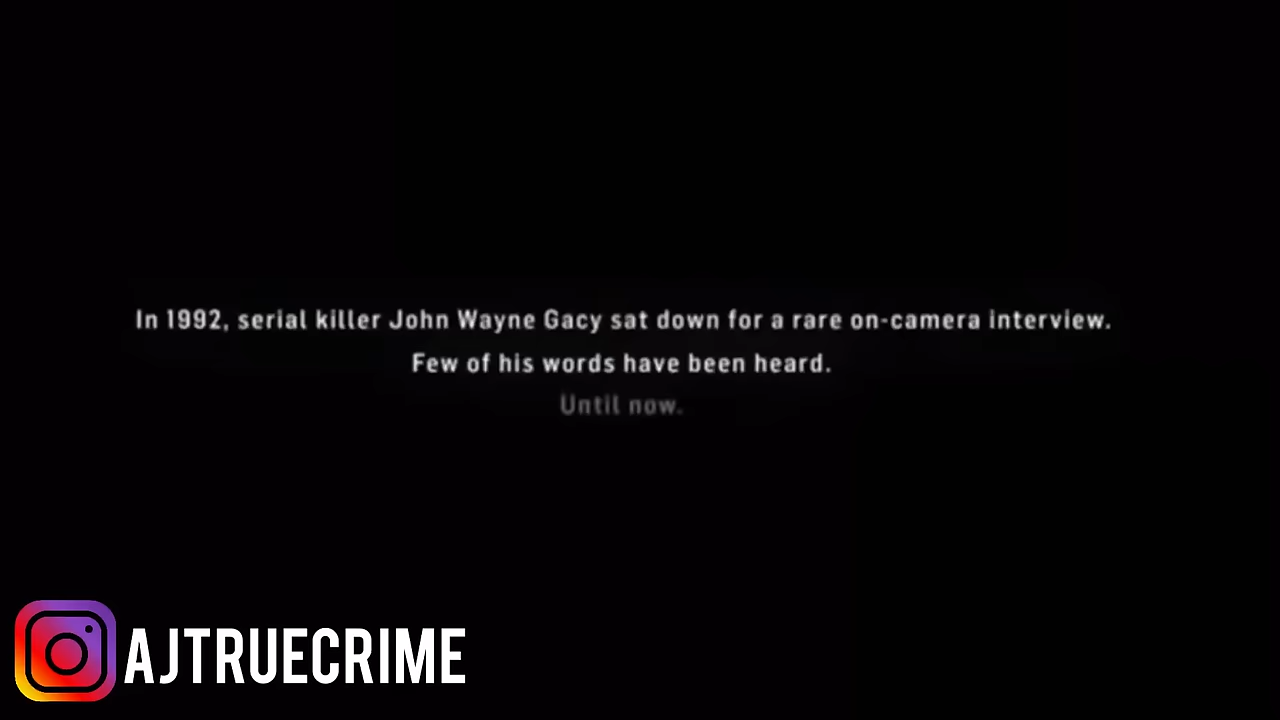 In 1992, serial killer John Wayne Gacy sat down for a rare on-camera interview.
Few of his words have been heard.
Until now.
AJTRUECRIME